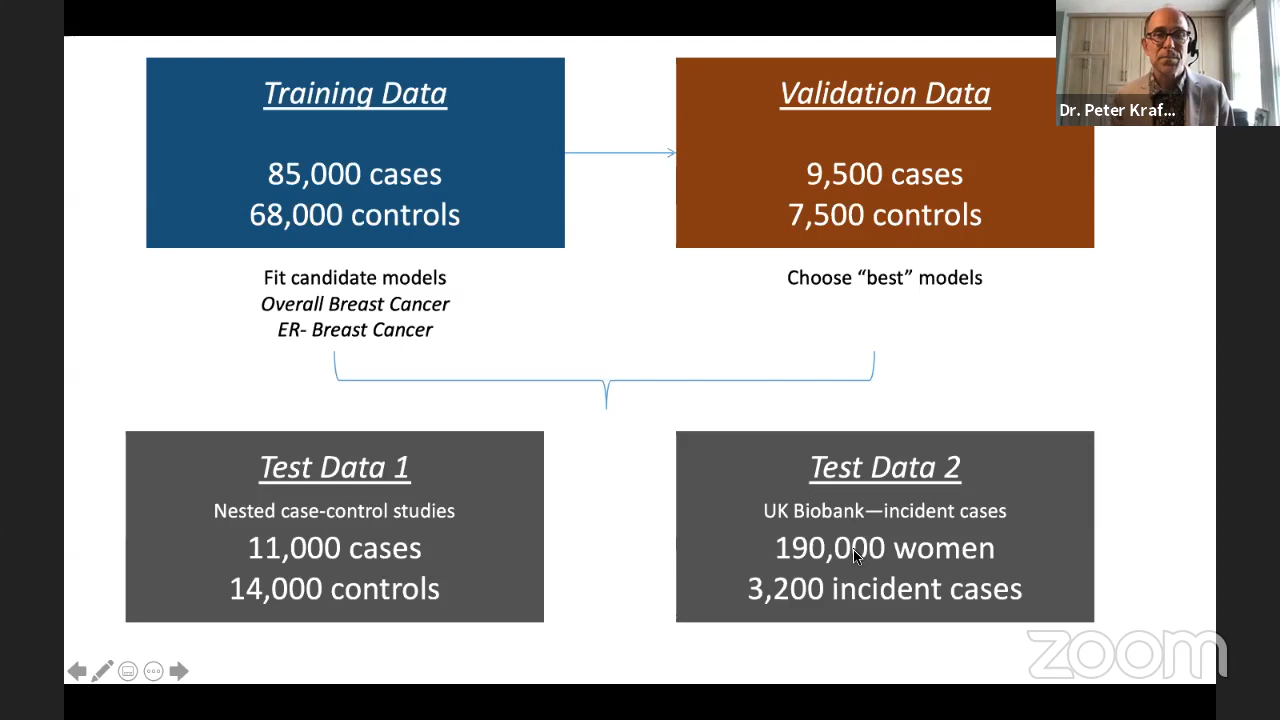 Training Data
85,000 cases
68,000 controls
Fit candidate models
Overall Breast Cancer
ER- Breast Cancer
Validation Data
9,500 cases
7,500 controls
Choose “best” models
Test Data 1
Nested case-control studies
11,000 cases
14,000 controls
Test Data 2
UK Biobank—incident cases
190,000 women
3,200 incident cases
Dr. Peter Kraf...
zoom